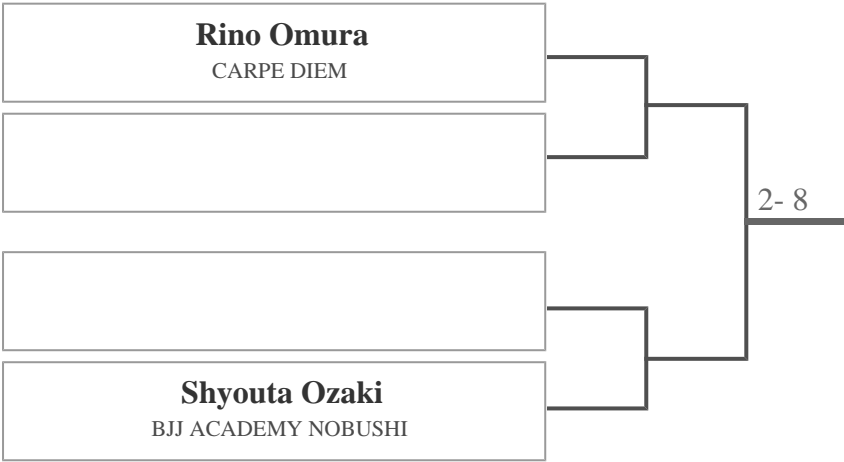 Rino Omura
CARPE DIEM
2- 8
Shyouta Ozaki
BJJ ACADEMY NOBUSHI